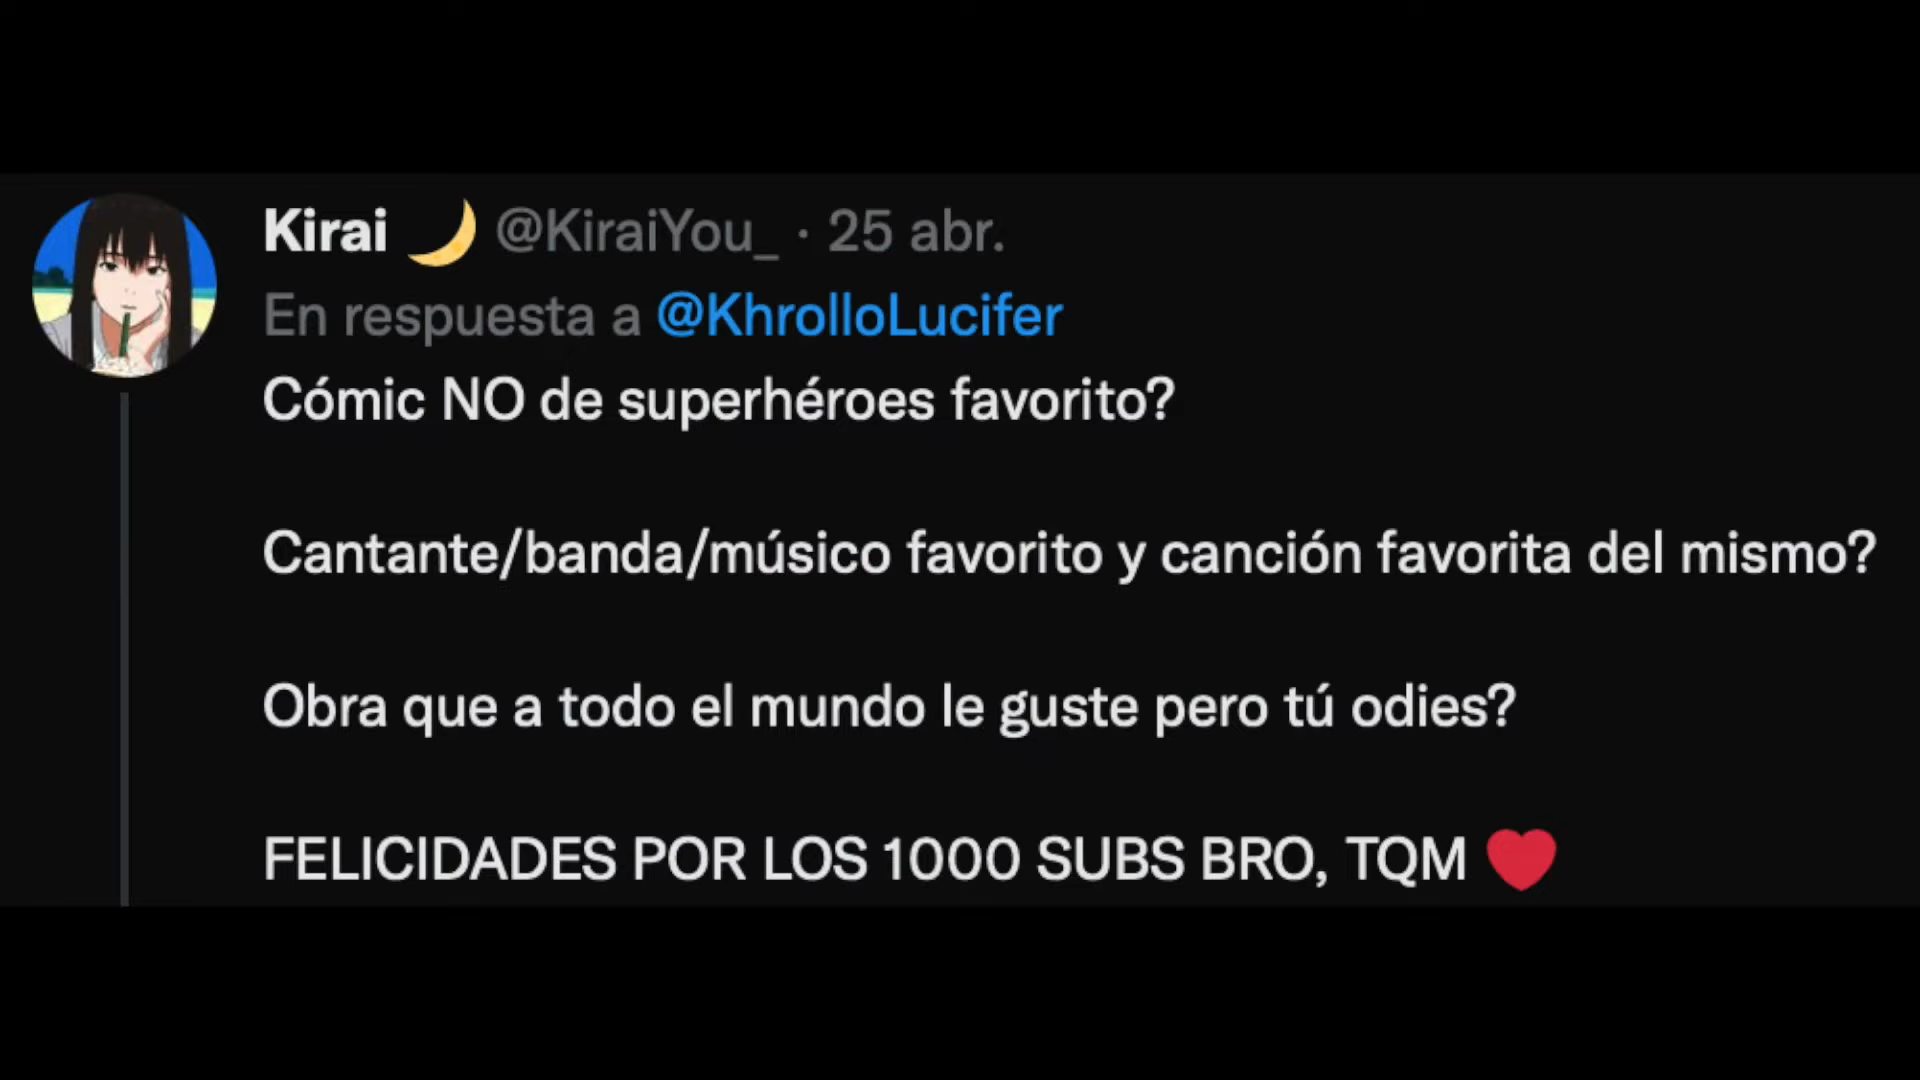 Kirai 🌙 @KiraiYou_ · 25 abr.
En respuesta a @KhrolloLucifer
Cómic NO de superhéroes favorito?
Cantante/banda/músico favorito y canción favorita del mismo?
Obra que a todo el mundo le guste pero tú odies?
FELICIDADES POR LOS 1000 SUBS BRO, TQM ❤️